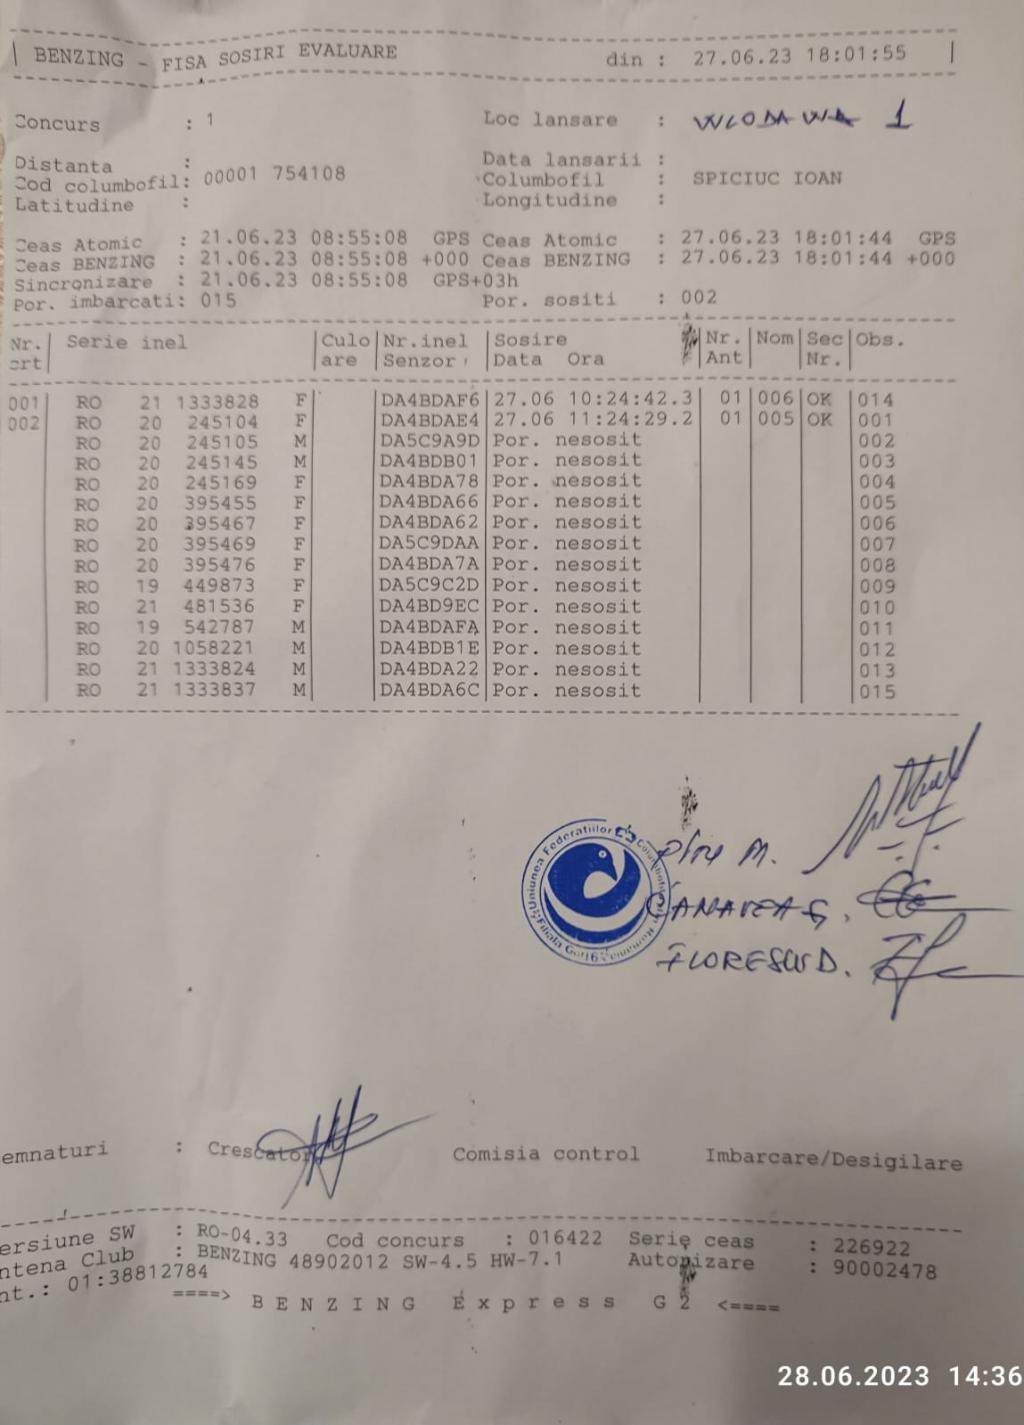 | BENZING - FISA SOSIRI EVALUARE din : 27.06.23 18:01:55 |
Concurs : 1 Loc lansare : WLODAWA 1
Distanta : Data lansarii :
Cod columbofil: 00001 754108 Columbofil : SPICIUC IOAN
Latitudine : Longitudine :
Ceas Atomic : 21.06.23 08:55:08 GPS Ceas Atomic : 27.06.23 18:01:44 GPS
Ceas BENZING : 21.06.23 08:55:08 +000 Ceas BENZING : 27.06.23 18:01:44 +000
Sincronizare : 21.06.23 08:55:08 GPS+03h
Por. imbarcati: 015 Por. sositi : 002
Nr. | Serie inel | Culo | Nr.inel | Sosire | Nr. | Nom | Sec | Obs.
crt | | are | Senzor | Data Ora | Ant | | Nr. |
001 | RO 21 1333828 F | | DA4BDAF6 | 27.06 10:24:42.3 | 01 | 006 | OK | 014
002 | RO 20 245104 F | | DA4BDAE4 | 27.06 11:24:29.2 | 01 | 005 | OK | 001
RO 20 245105 M | | DA5C9A9D | Por. nesosit | | | | 002
RO 20 245145 M | | DA4BDB01 | Por. nesosit | | | | 003
RO 20 245169 F | | DA4BDA78 | Por. nesosit | | | | 004
RO 20 395455 F | | DA4BDA66 | Por. nesosit | | | | 005
RO 20 395467 F | | DA4BDA62 | Por. nesosit | | | | 006
RO 20 395469 F | | DA5C9DAA | Por. nesosit | | | | 007
RO 20 395476 F | | DA4BDA7A | Por. nesosit | | | | 008
RO 19 449873 F | | DA5C9C2D | Por. nesosit | | | | 009
RO 21 481536 F | | DA4BD9EC | Por. nesosit | | | | 010
RO 19 542787 M | | DA4BDAFA | Por. nesosit | | | | 011
RO 20 1058221 M | | DA4BDB1E | Por. nesosit | | | | 012
RO 21 1333824 M | | DA4BDA22 | Por. nesosit | | | | 013
RO 21 1333837 M | | DA4BDA6C | Por. nesosit | | | | 015
Uniunea Federatiilor
Filiala Gorj
M.
FLORESCU D.
emnaturi : Crescator Comisia control Imbarcare/Desigilare
ersiune SW : RO-04.33 Cod concurs : 016422 Serie ceas : 226922
ntena Club : BENZING 48902012 SW-4.5 HW-7.1 Autorizare : 90002478
nt.: 01:38812784
====> B E N Z I N G E x p r e s s G 2 <====
28.06.2023 14:36